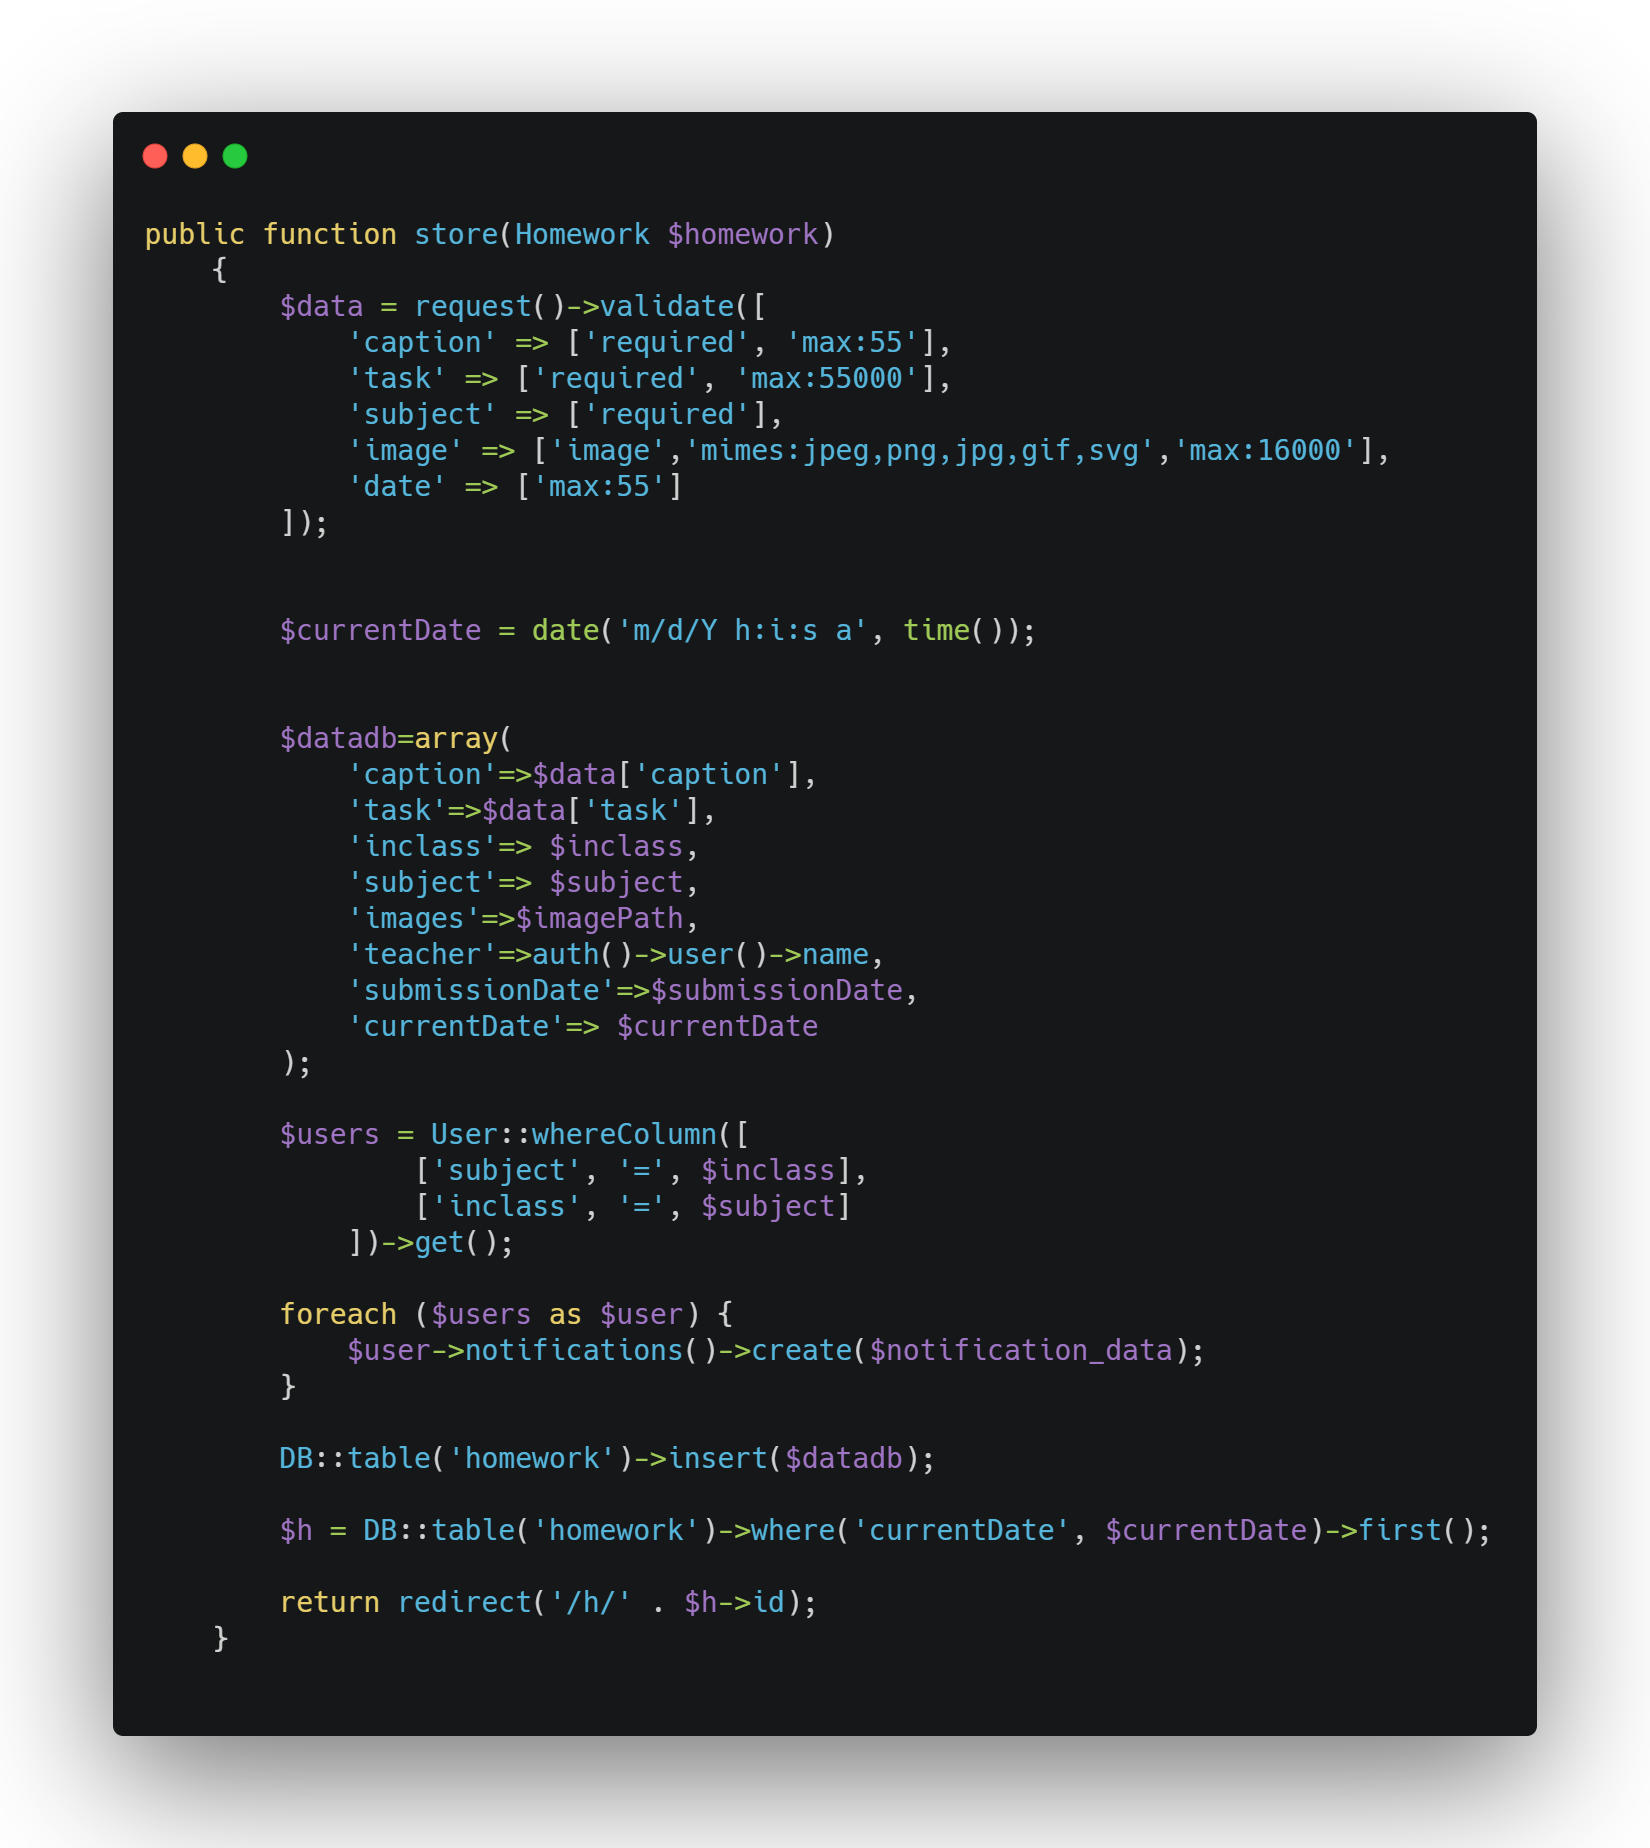 public function store(Homework $homework)
    {
        $data = request()->validate([
            'caption' => ['required', 'max:55'],
            'task' => ['required', 'max:55000'],
            'subject' => ['required'],
            'image' => ['image','mimes:jpeg,png,jpg,gif,svg','max:16000'],
            'date' => ['max:55']
        ]);
        $currentDate = date('m/d/Y h:i:s a', time());
        $datadb=array(
            'caption'=>$data['caption'],
            'task'=>$data['task'],
            'inclass'=> $inclass,
            'subject'=> $subject,
            'images'=>$imagePath,
            'teacher'=>auth()->user()->name,
            'submissionDate'=>$submissionDate,
            'currentDate'=> $currentDate
        );
        $users = User::whereColumn([
                ['subject', '=', $inclass],
                ['inclass', '=', $subject]
            ])->get();
        foreach ($users as $user) {
            $user->notifications()->create($notification_data);
        }
        DB::table('homework')->insert($datadb);
        $h = DB::table('homework')->where('currentDate', $currentDate)->first();
        return redirect('/h/' . $h->id);
    }